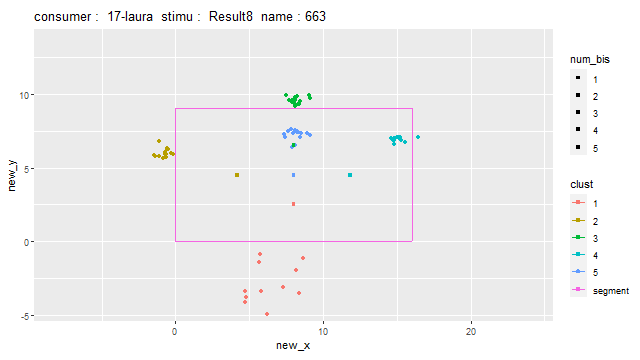 consumer :  17-laura  stimu :  Result8  name : 663
num_bis
1
2
3
4
5
clust
1
2
3
4
5
segment
10
5
0
-5
new_y
0
10
20
new_x